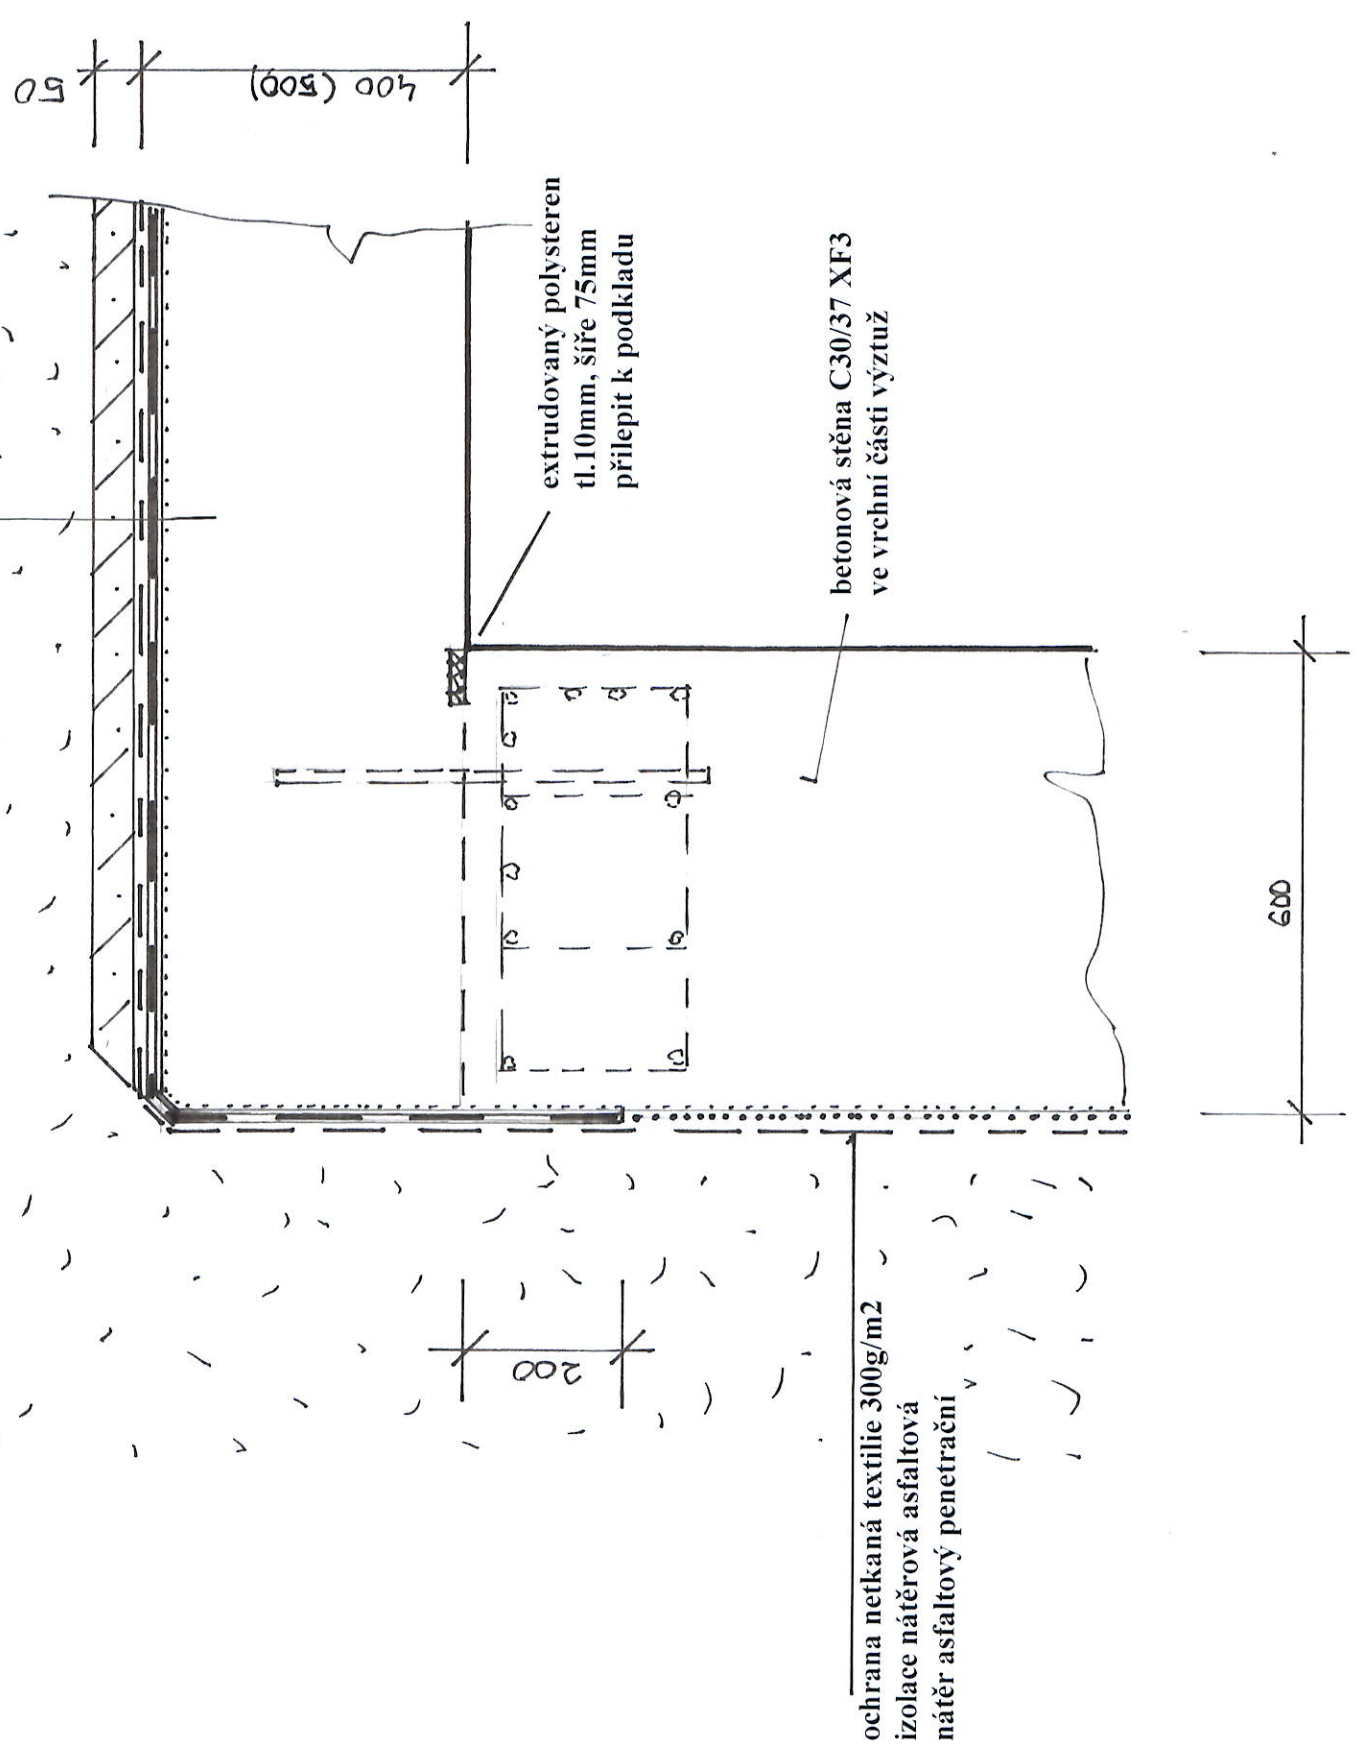 50
400 (500)
extrudovaný polysteren
tl.10mm, šíře 75mm
přilepit k podkladu
betonová stěna C30/37 XF3
ve vrchní části výztuž
600
200
ochrana netkaná textilie 300g/m2
izolace nátěrová asfaltová
nátěr asfaltový penetrační